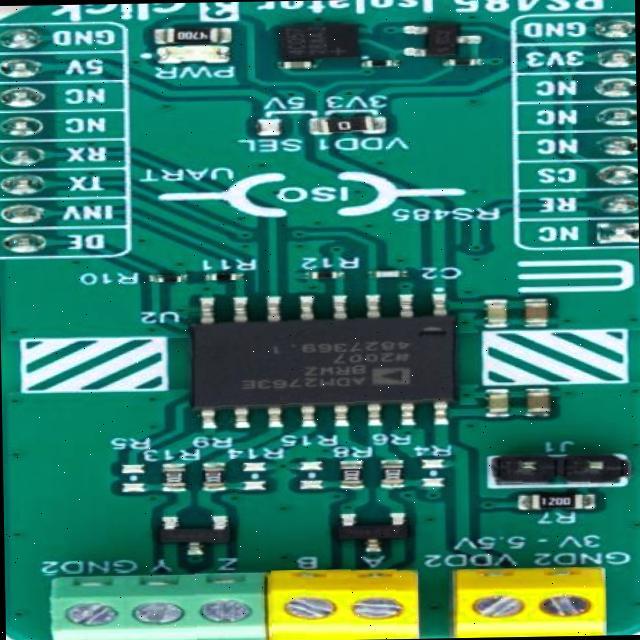 GND2 VDD2 A B Z Y GND2
3V - 5.5V
R7
1200
J1
R4 R6 R8 R15 R14 R9 R13 R5
ADM2763E
BRWZ
#2007
4827369.1
U2
C2 R12 R11 R10
RS485
ISO
UART
NC
RE
CS
NC
NC
NC
3V3
GND
DE
INV
TX
RX
NC
NC
5V
GND
VDD1 SEL
0
3V3 5V
PWR
4700
RS485 Isolator 3 click